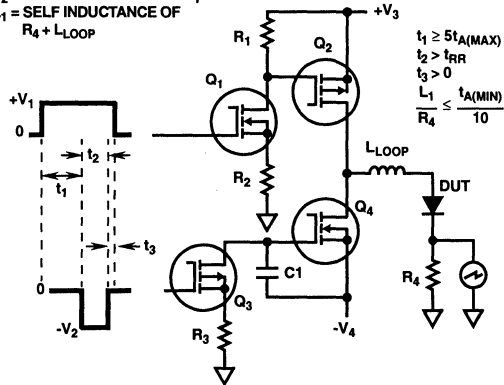 1 = SELF INDUCTANCE OF
R4 + LLOOP
+V3
R1
Q2
t1 ≥ 5tA(MAX)
t2 > tRR
t3 > 0
L1/R4 ≤ tA(MIN)/10
Q1
+V1
0
t2
t1
R2
LLOOP
DUT
Q4
t3
C1
R4
0
Q3
-V2
R3
-V4